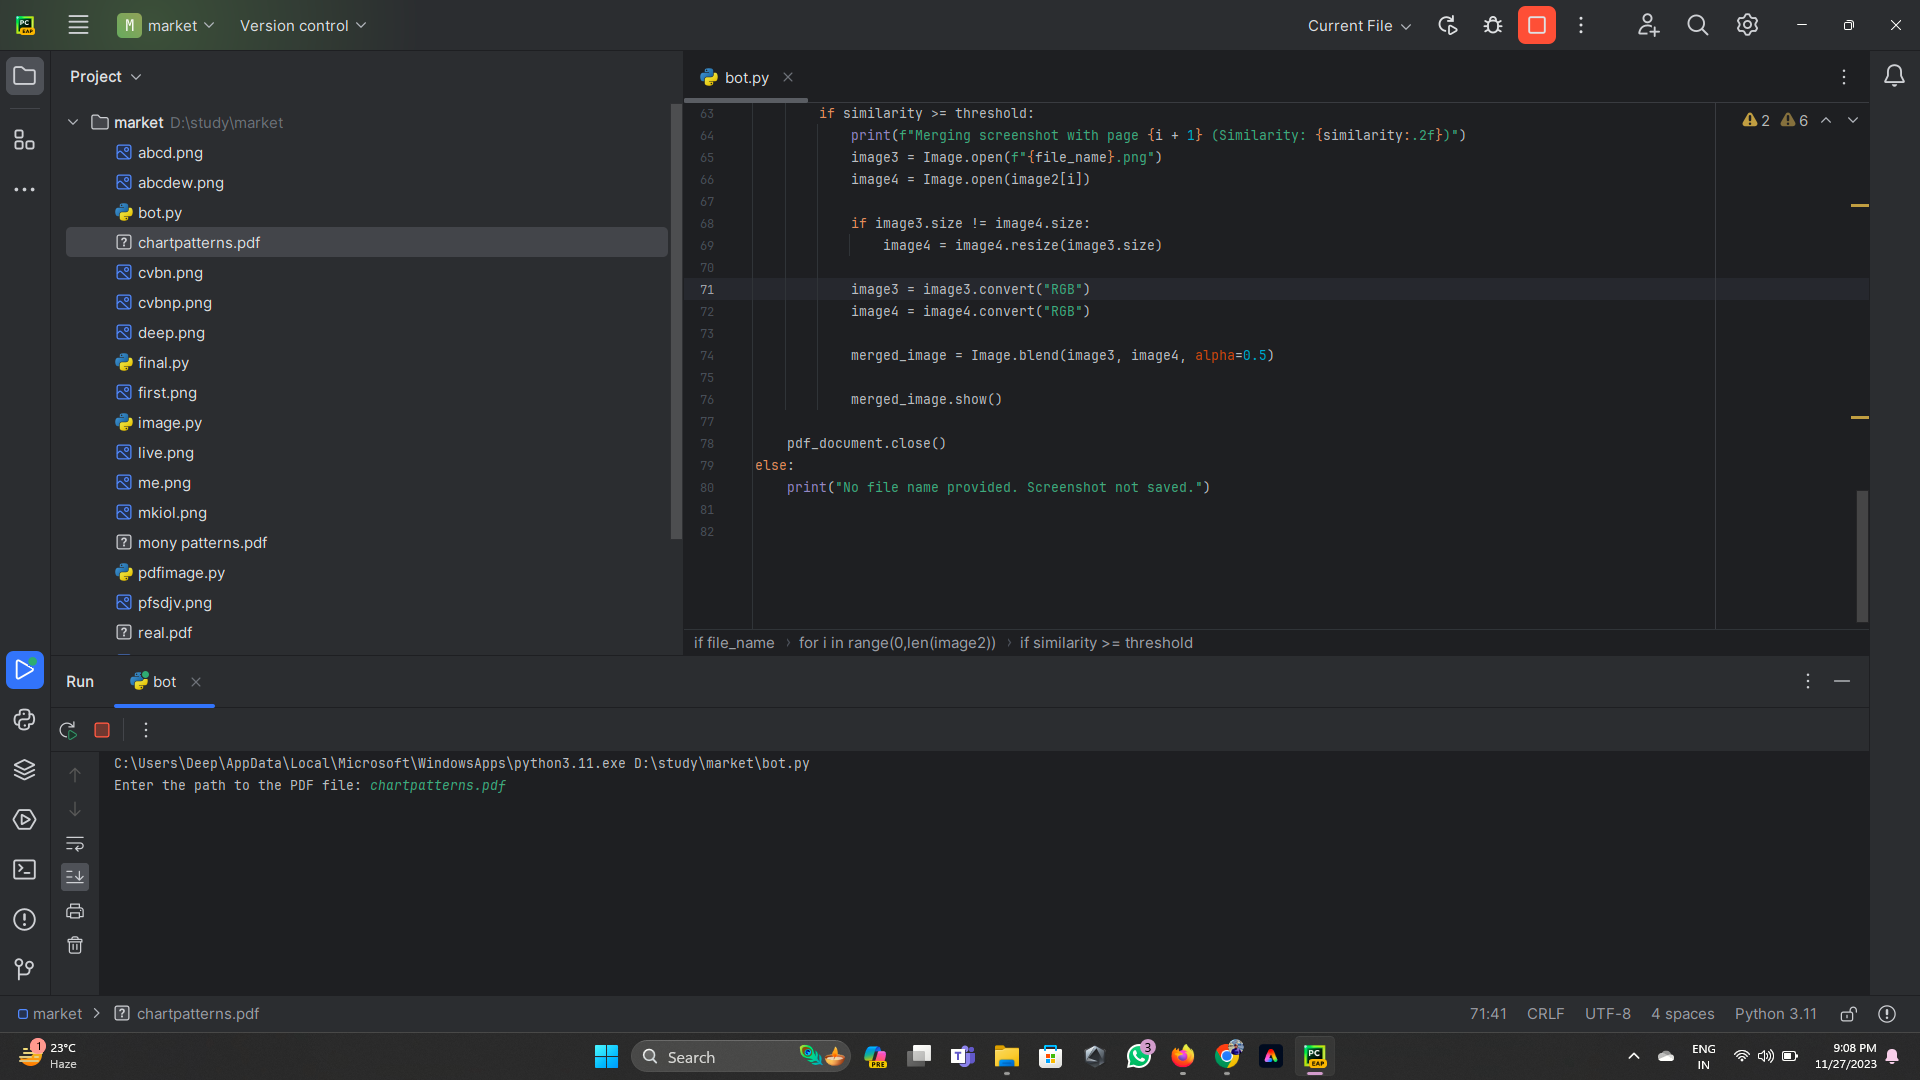 M market Version control Current File
Project
market D:\study\market
abcd.png
abcdew.png
bot.py
chartpatterns.pdf
cvbn.png
cvbnp.png
deep.png
final.py
first.png
image.py
live.png
me.png
mkiol.png
mony patterns.pdf
pdfimage.py
pfsdjv.png
real.pdf
bot.py
2 6
63 if similarity >= threshold:
64 print(f"Merging screenshot with page {i + 1} (Similarity: {similarity:.2f})")
65 image3 = Image.open(f"{file_name}.png")
66 image4 = Image.open(image2[i])
67
68 if image3.size != image4.size:
69 image4 = image4.resize(image3.size)
70
71 image3 = image3.convert("RGB")
72 image4 = image4.convert("RGB")
73
74 merged_image = Image.blend(image3, image4, alpha=0.5)
75
76 merged_image.show()
77
78 pdf_document.close()
79 else:
80 print("No file name provided. Screenshot not saved.")
81
82
if file_name › for i in range(0,len(image2)) › if similarity >= threshold
Run bot
C:\Users\Deep\AppData\Local\Microsoft\WindowsApps\python3.11.exe D:\study\market\bot.py
Enter the path to the PDF file: chartpatterns.pdf
market > chartpatterns.pdf 71:41 CRLF UTF-8 4 spaces Python 3.11
1 23°C
Haze
Search
PRE
3
PC
EAP
ENG
IN
9:08 PM
11/27/2023